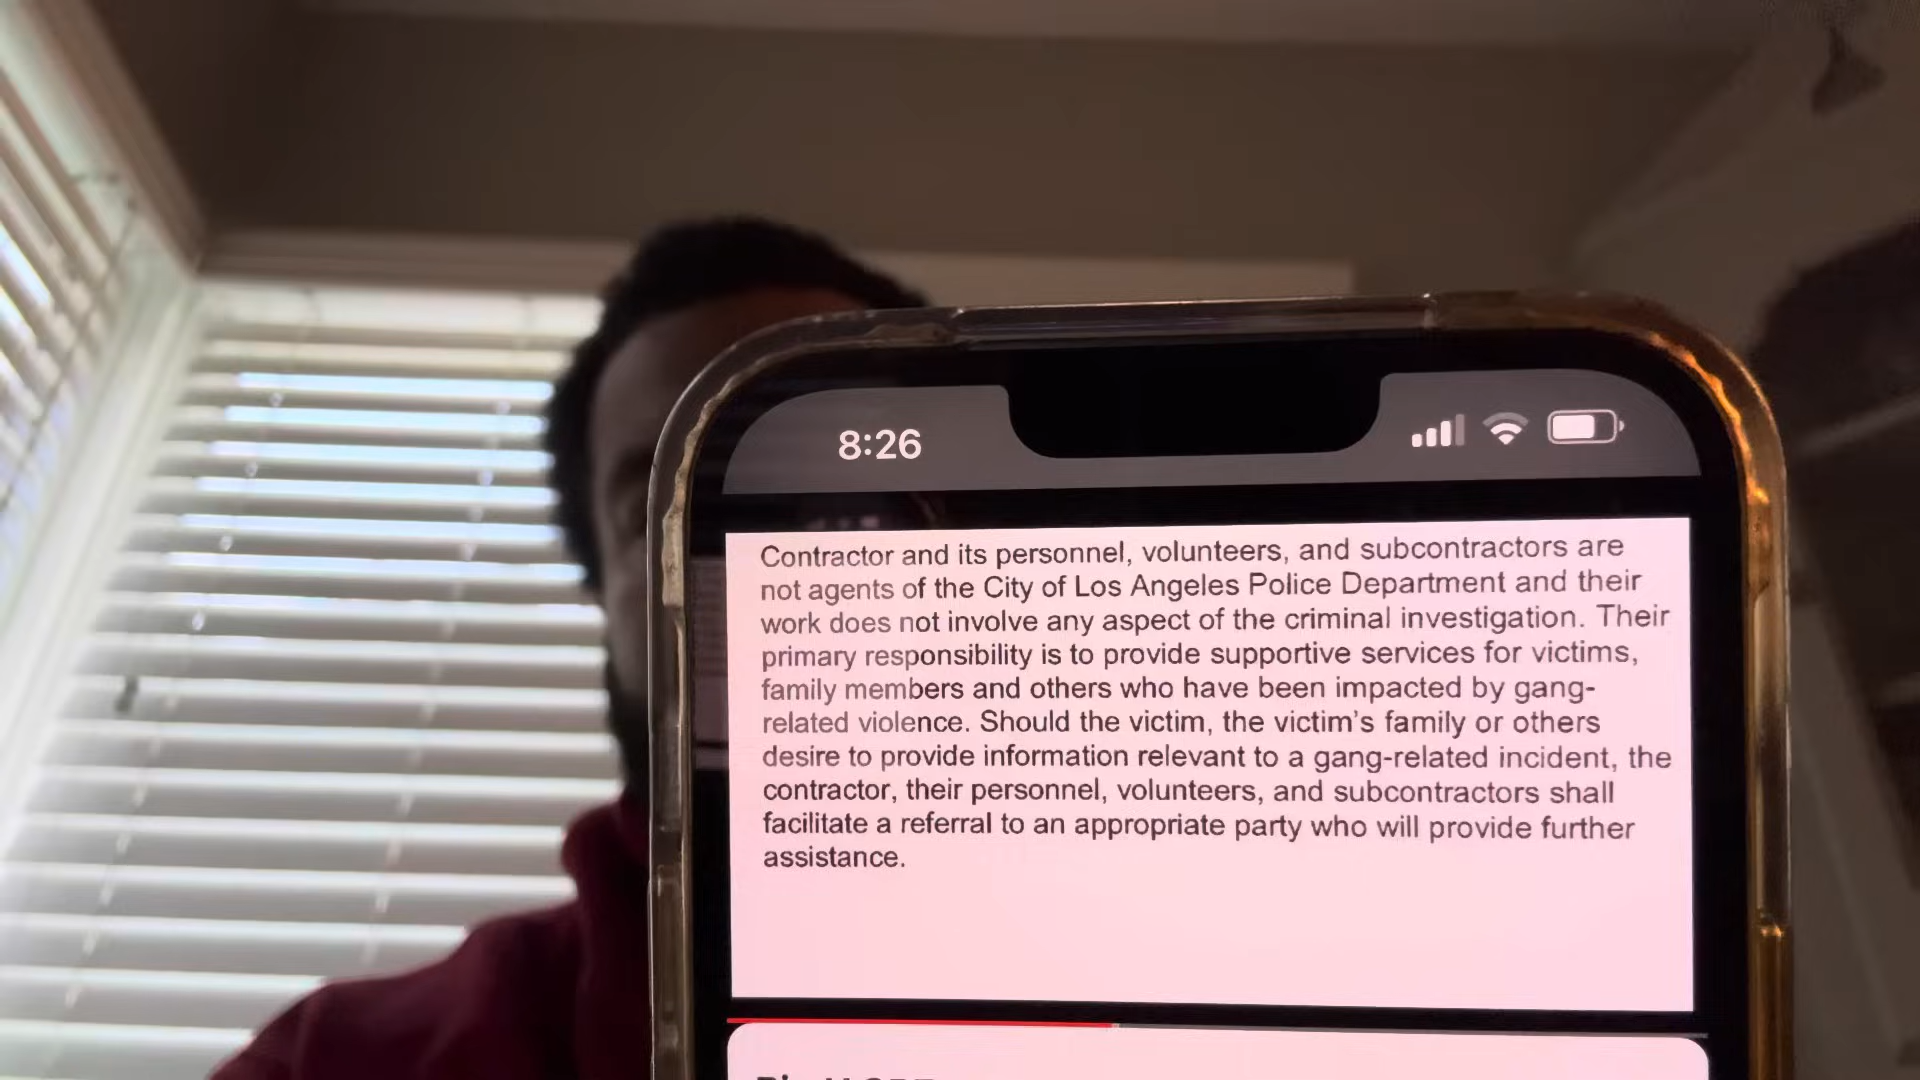 8:26
Contractor and its personnel, volunteers, and subcontractors are
not agents of the City of Los Angeles Police Department and their
work does not involve any aspect of the criminal investigation. Their
primary responsibility is to provide supportive services for victims,
family members and others who have been impacted by gang-
related violence. Should the victim, the victim's family or others
desire to provide information relevant to a gang-related incident, the
contractor, their personnel, volunteers, and subcontractors shall
facilitate a referral to an appropriate party who will provide further
assistance.